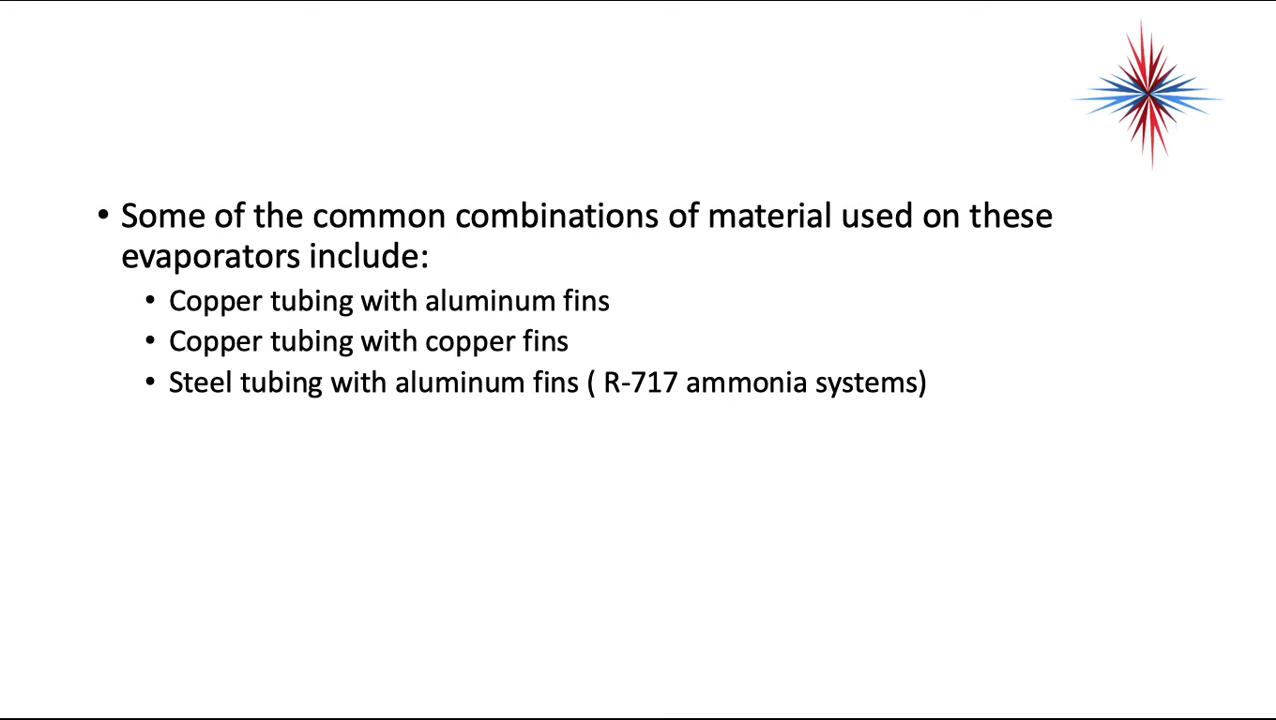 • Some of the common combinations of material used on these
evaporators include:
• Copper tubing with aluminum fins
• Copper tubing with copper fins
• Steel tubing with aluminum fins ( R-717 ammonia systems)